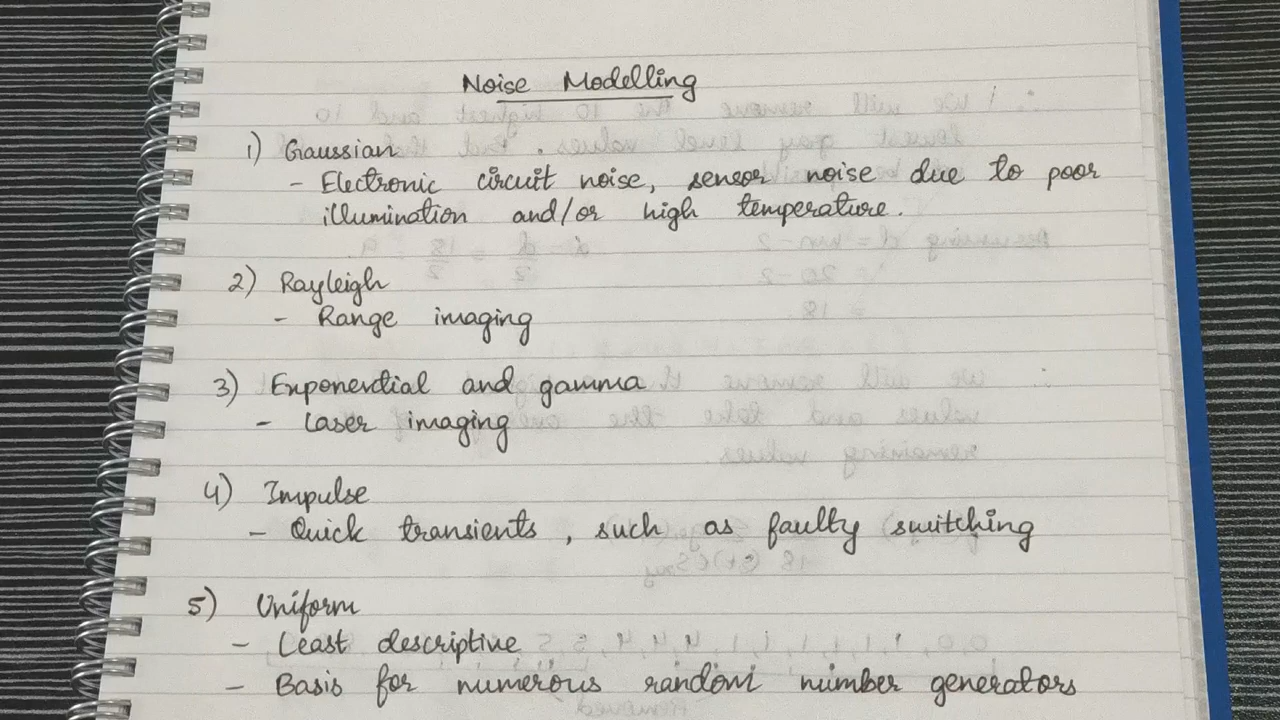 Noise Modelling
1) Gaussian
- Electronic circuit noise, sensor noise due to poor
illumination and/or high temperature.
2) Rayleigh
- Range imaging
3) Exponential and gamma
- Laser imaging
4) Impulse
- Quick transients, such as faulty switching
5) Uniform
- Least descriptive
- Basis for numerous random number generators